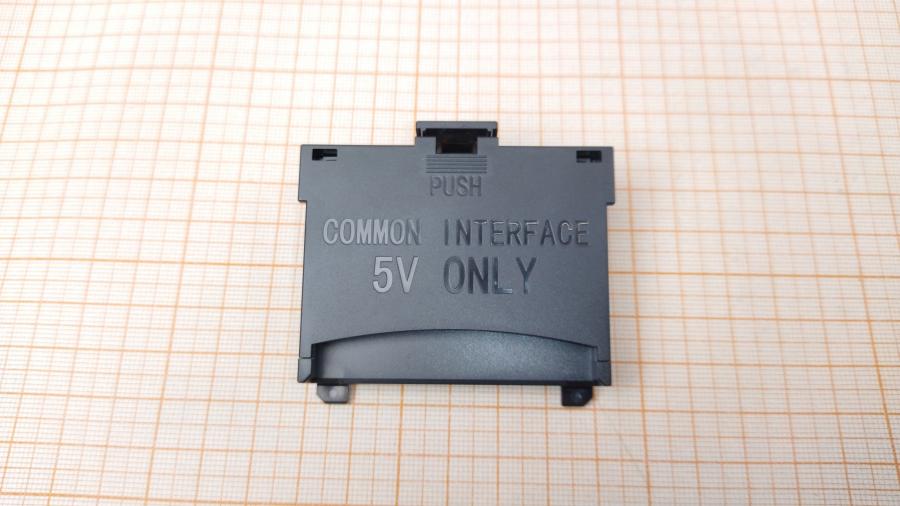 PUSH
COMMON INTERFACE
5V ONLY